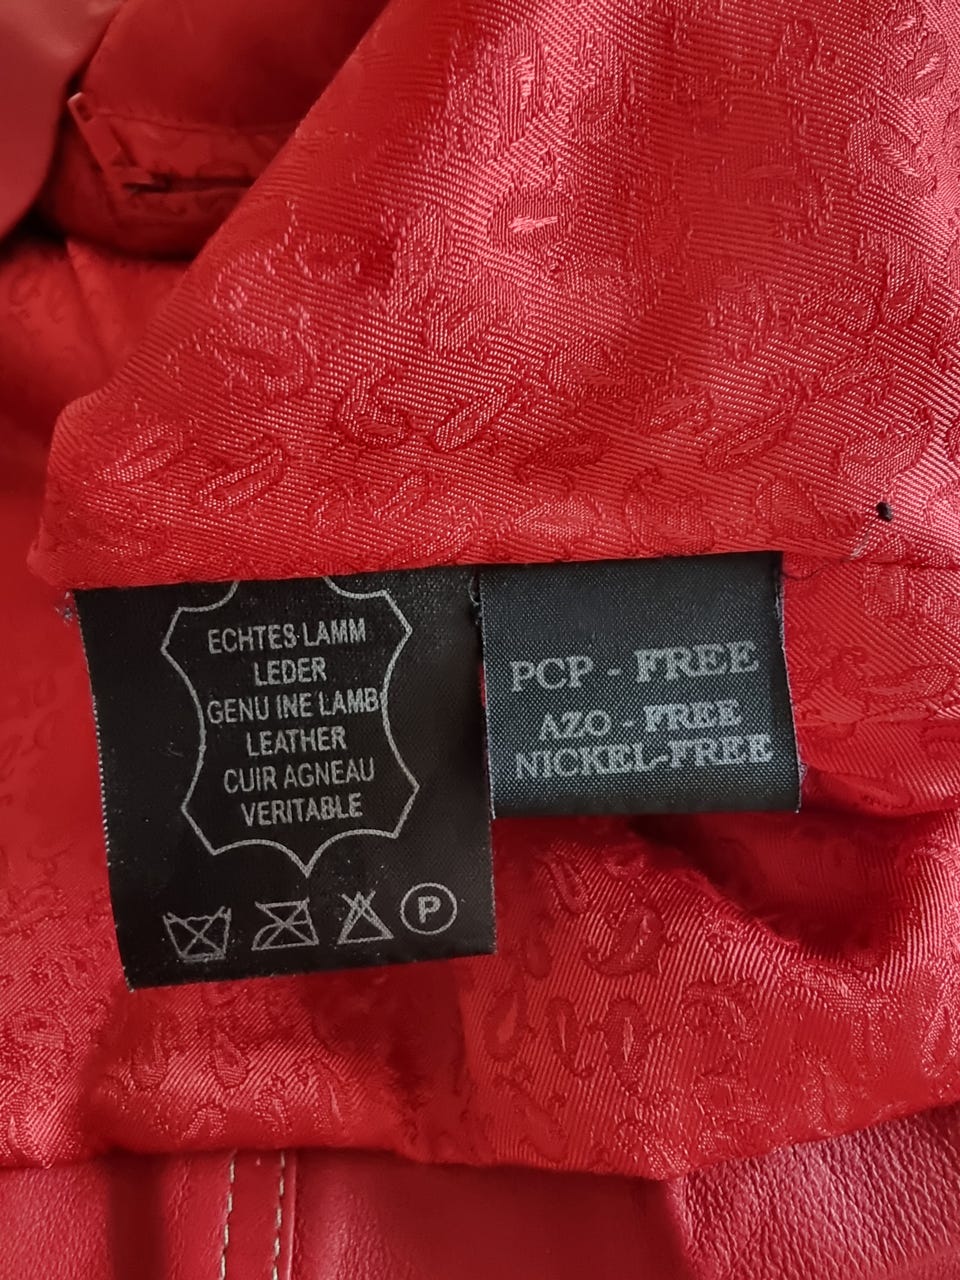 ECHTES LAMM
LEDER
GENU INE LAMB
LEATHER
CUIR AGNEAU
VERITABLE
P
PCP - FREE
AZO - FREE
NICKEL-FREE